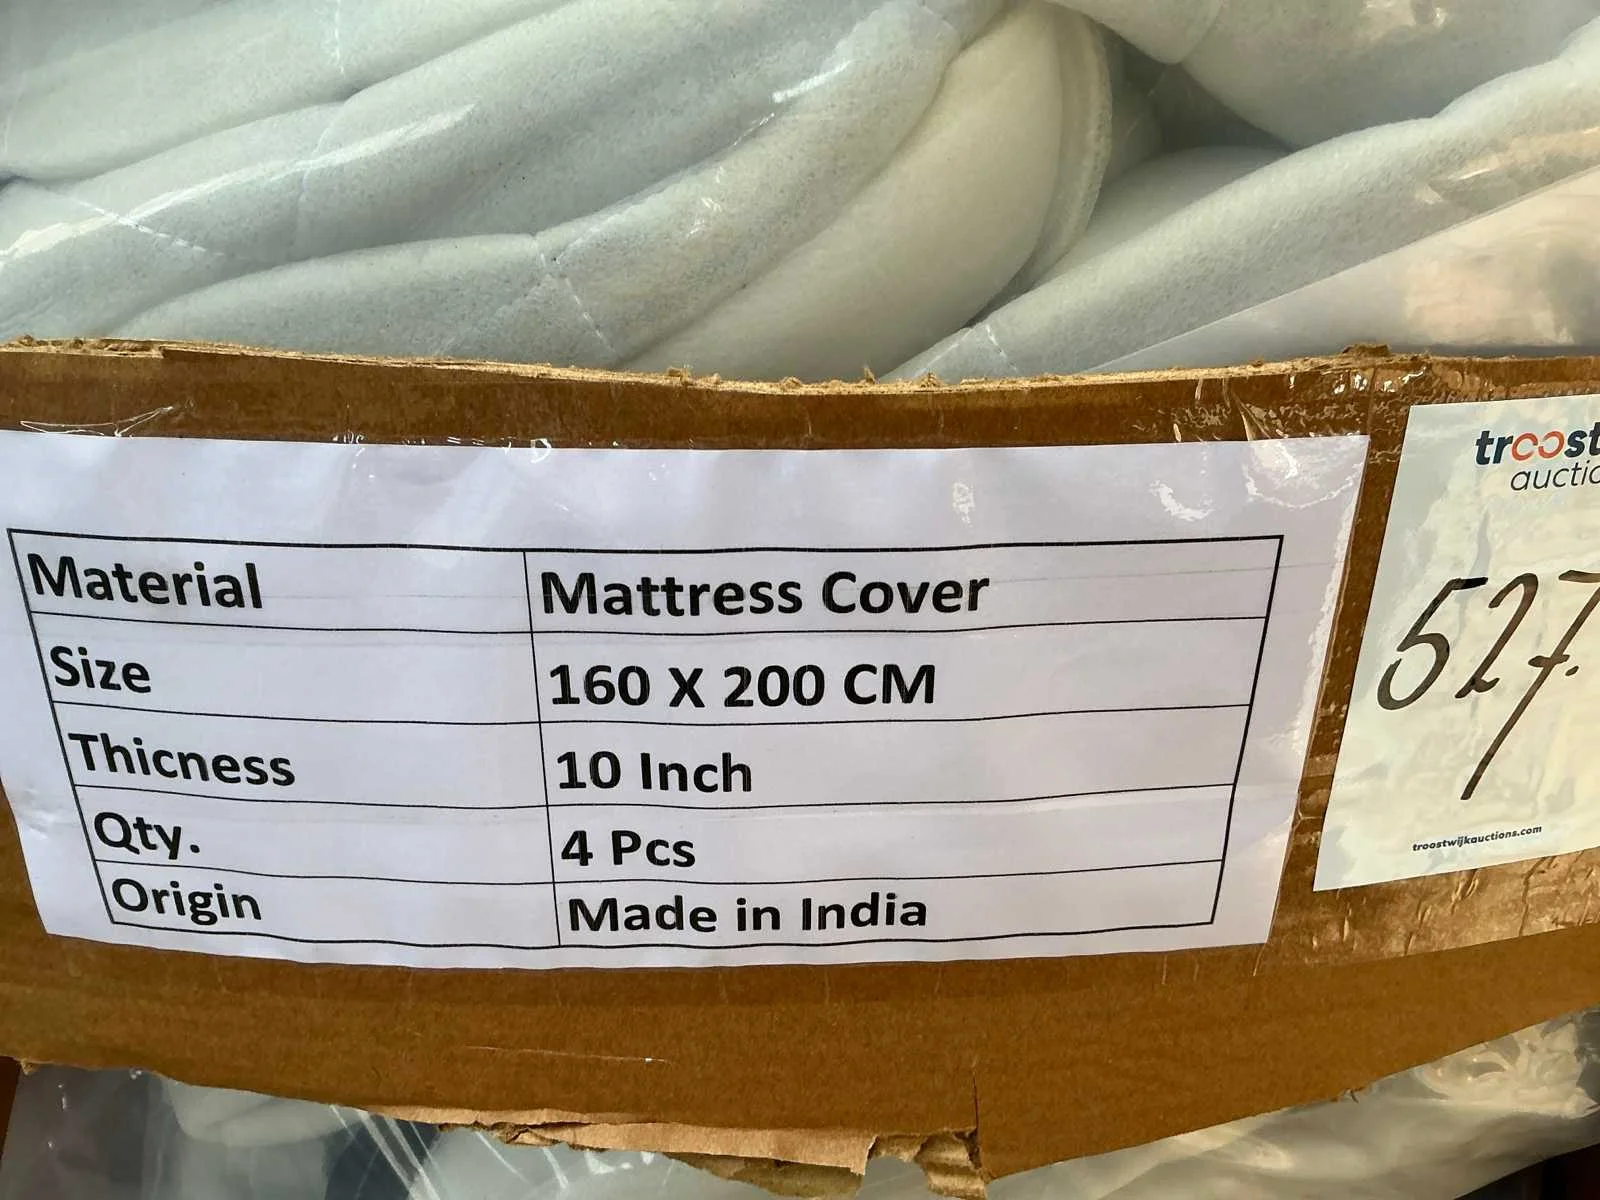 Material Mattress Cover
Size 160 X 200 CM
Thicness 10 Inch
Qty. 4 Pcs
Origin Made in India
troost
auctio
527.
troostwijkauctions.com